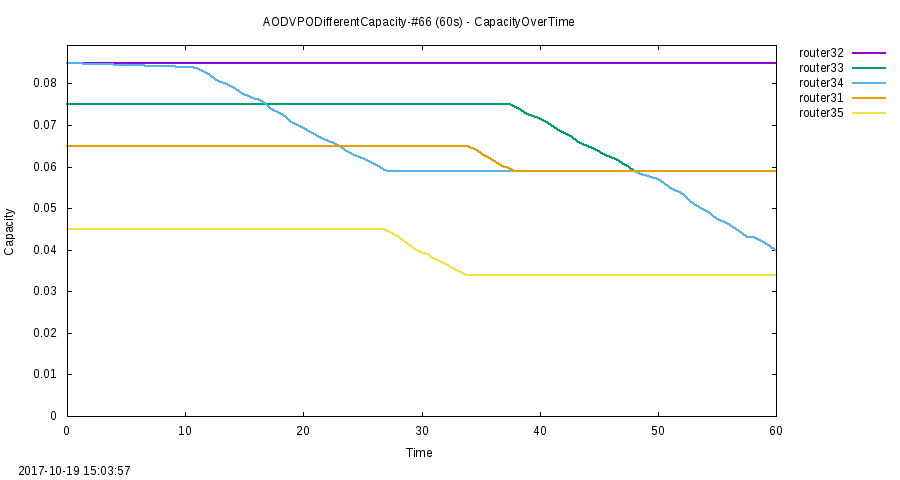 AODVPODifferentCapacity-#66 (60s) - CapacityOverTime
router32
router33
router34
router31
router35
0.08
0.07
0.06
0.05
0.04
0.03
0.02
0.01
0
Capacity
0 10 20 30 40 50 60
Time
2017-10-19 15:03:57